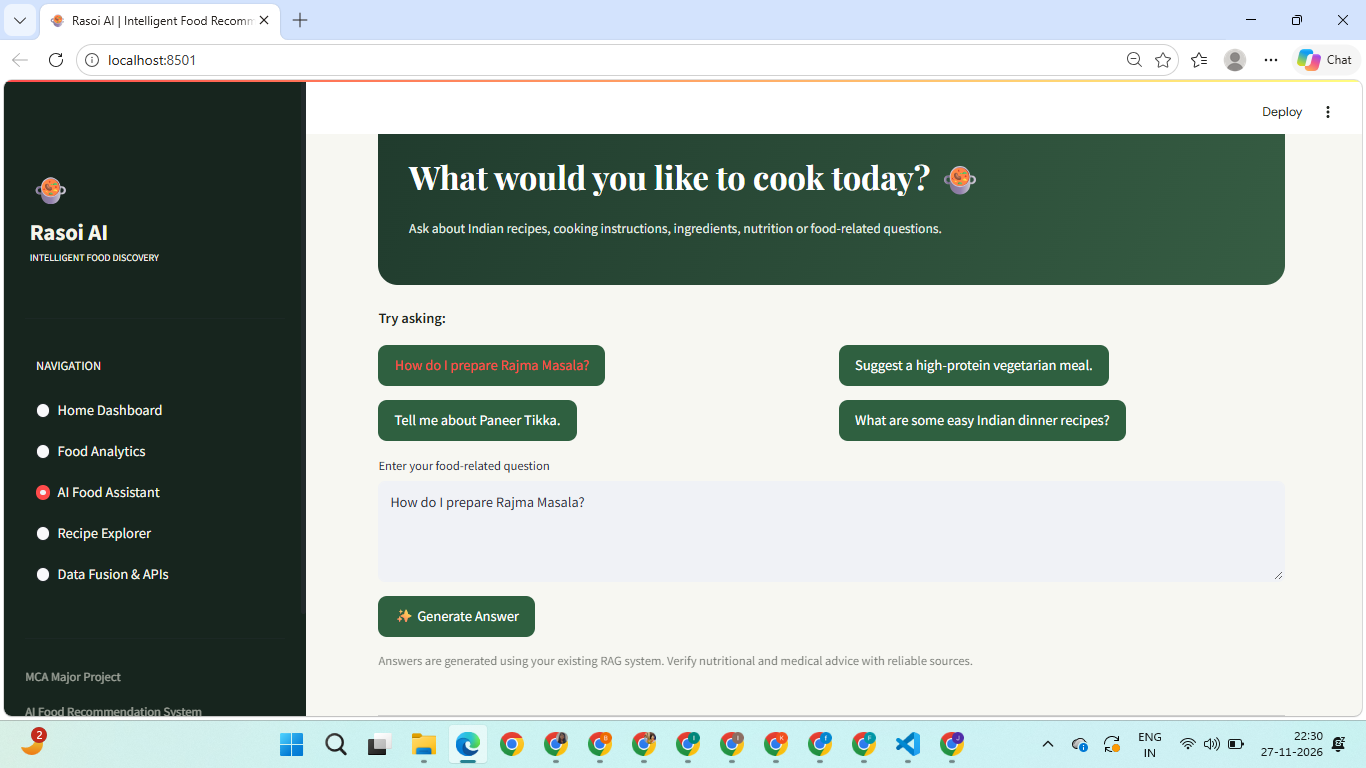 Rasoi AI | Intelligent Food Recomm
localhost:8501
Chat
Deploy
Rasoi AI
INTELLIGENT FOOD DISCOVERY
NAVIGATION
Home Dashboard
Food Analytics
AI Food Assistant
Recipe Explorer
Data Fusion & APIs
MCA Major Project
AI Food Recommendation System
What would you like to cook today?
Ask about Indian recipes, cooking instructions, ingredients, nutrition or food-related questions.
Try asking:
How do I prepare Rajma Masala?
Suggest a high-protein vegetarian meal.
Tell me about Paneer Tikka.
What are some easy Indian dinner recipes?
Enter your food-related question
How do I prepare Rajma Masala?
Generate Answer
Answers are generated using your existing RAG system. Verify nutritional and medical advice with reliable sources.
2
ENG
IN
22:30
27-11-2026